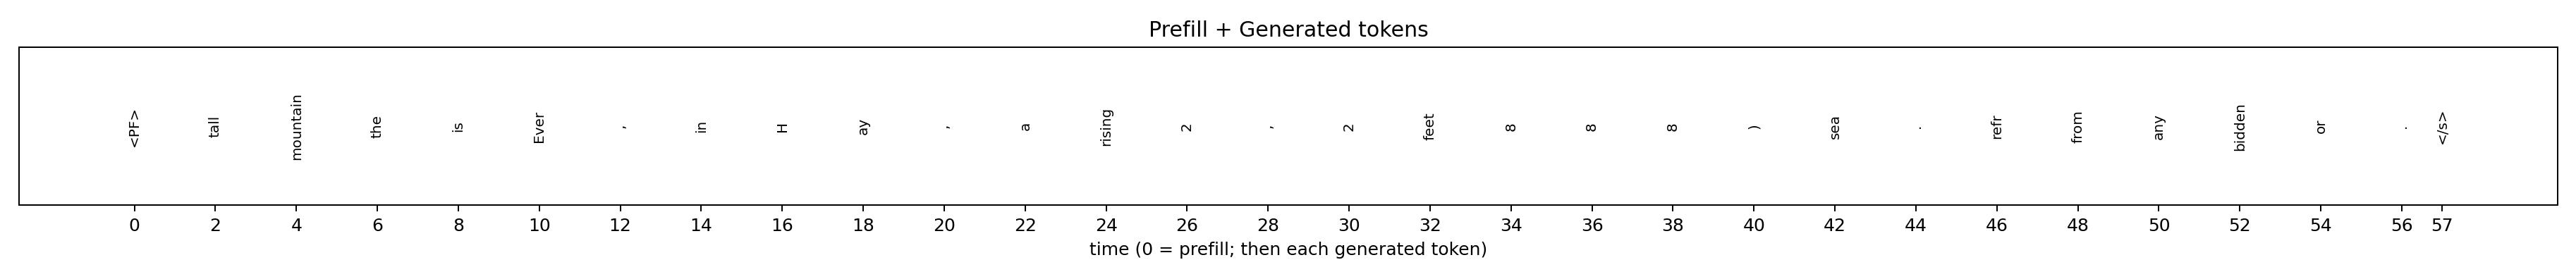 Prefill + Generated tokens
<PF> tall mountain the is Ever , in H ay , a rising 2 , 2 feet 8 8 8 ) sea . refr from any bidden or . </s>
0 2 4 6 8 10 12 14 16 18 20 22 24 26 28 30 32 34 36 38 40 42 44 46 48 50 52 54 56 57
time (0 = prefill; then each generated token)